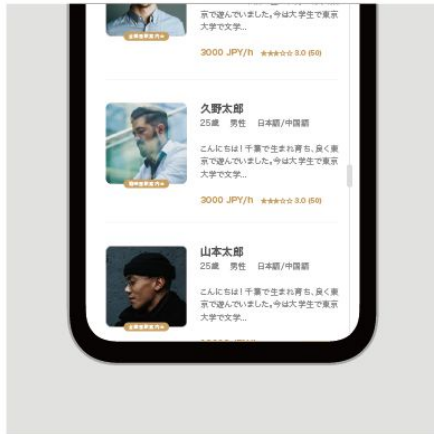 京で遊んでいました。今は大学生で東京
大学で文学...
3000 JPY/h ★★★☆☆ 3.0 (50)
久野太郎
25歳 男性 日本語/中国語
こんにちは！千葉で生まれ育ち、良く東
京で遊んでいました。今は大学生で東京
大学で文学...
3000 JPY/h ★★★☆☆ 3.0 (50)
山本太郎
25歳 男性 日本語/中国語
こんにちは！千葉で生まれ育ち、良く東
京で遊んでいました。今は大学生で東京
大学で文学...